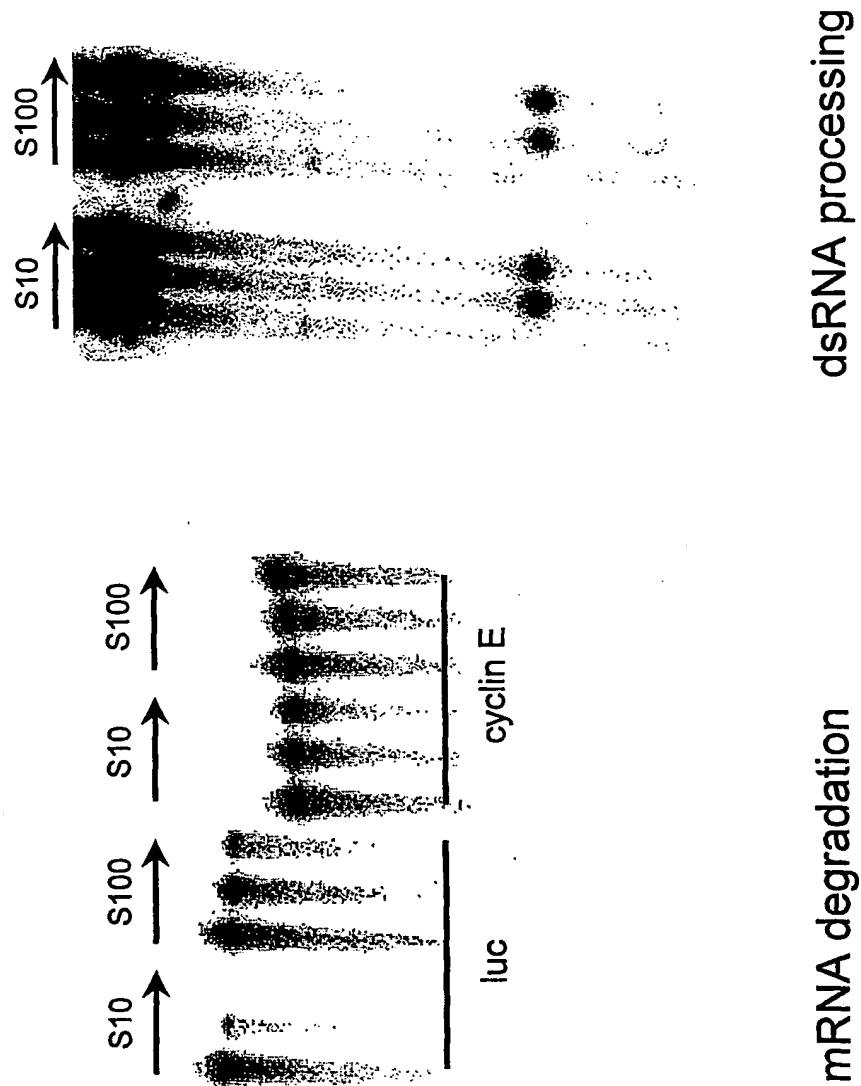 S10
S100
dsRNA processing
S10
S100
S10
S100
luc
cyclin E
mRNA degradation